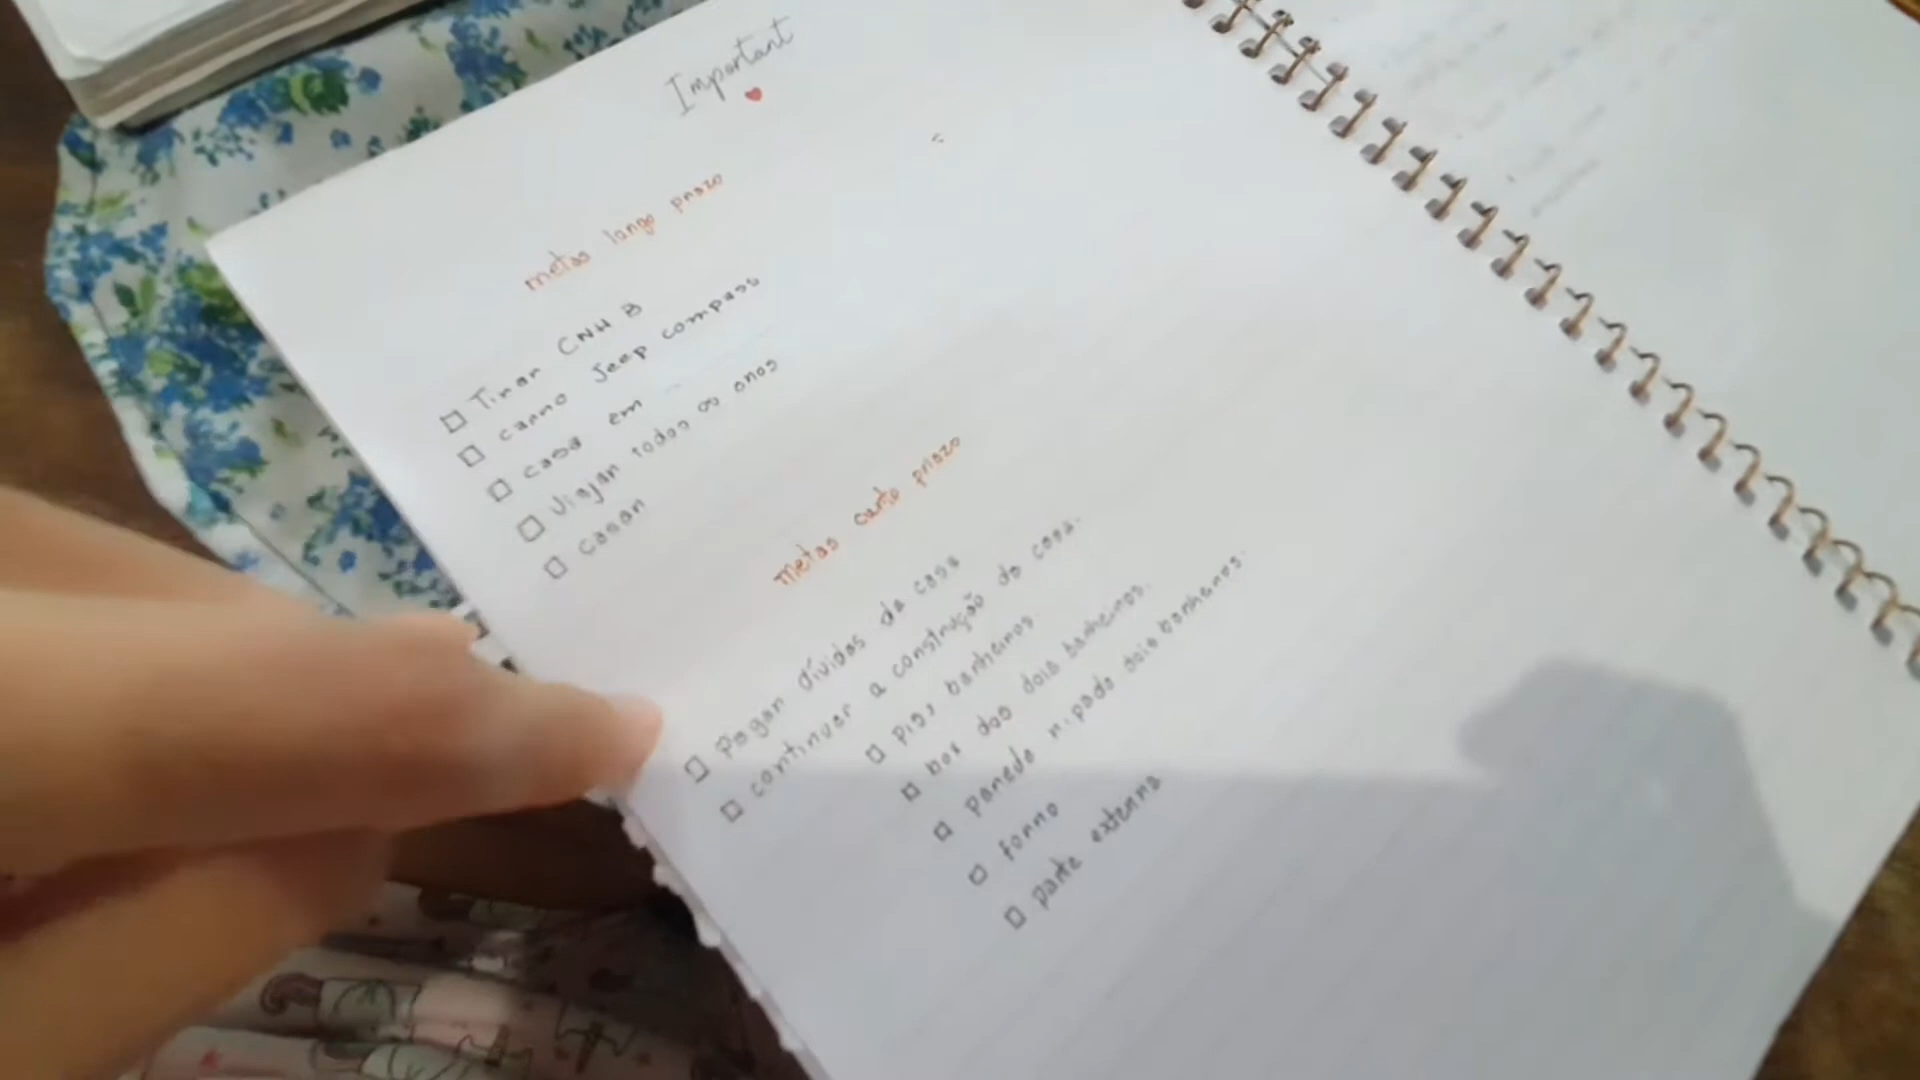 Important
metas longo prazo
Tirar CNH B
carro Jeep compass
casa em
Viajar todos os anos
casar
metas curto prazo
pagar dívidas da casa
continuar a construção da casa.
pias banheiros.
box dos dois banheiros.
parede ripada dois banheiros.
forro
parte externa